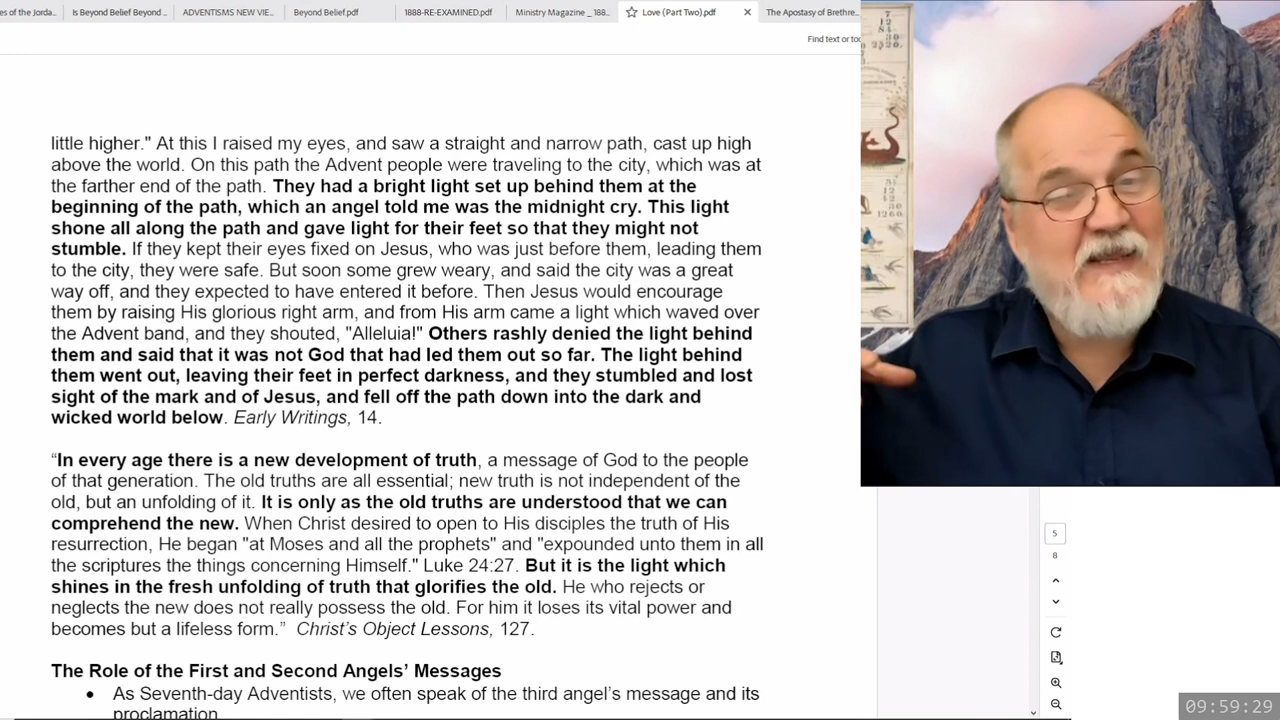 es of the Jorda...
Is Beyond Belief Beyond ...
ADVENTISMS NEW VIE...
Beyond Belief.pdf
1888-RE-EXAMINED.pdf
Ministry Magazine _ 188...
Love (Part Two).pdf
The Apostasy of Brethre...
Find text or too
little higher." At this I raised my eyes, and saw a straight and narrow path, cast up high
above the world. On this path the Advent people were traveling to the city, which was at
the farther end of the path. They had a bright light set up behind them at the
beginning of the path, which an angel told me was the midnight cry. This light
shone all along the path and gave light for their feet so that they might not
stumble. If they kept their eyes fixed on Jesus, who was just before them, leading them
to the city, they were safe. But soon some grew weary, and said the city was a great
way off, and they expected to have entered it before. Then Jesus would encourage
them by raising His glorious right arm, and from His arm came a light which waved over
the Advent band, and they shouted, "Alleluia!" Others rashly denied the light behind
them and said that it was not God that had led them out so far. The light behind
them went out, leaving their feet in perfect darkness, and they stumbled and lost
sight of the mark and of Jesus, and fell off the path down into the dark and
wicked world below. Early Writings, 14.
“In every age there is a new development of truth, a message of God to the people
of that generation. The old truths are all essential; new truth is not independent of the
old, but an unfolding of it. It is only as the old truths are understood that we can
comprehend the new. When Christ desired to open to His disciples the truth of His
resurrection, He began "at Moses and all the prophets" and "expounded unto them in all
the scriptures the things concerning Himself." Luke 24:27. But it is the light which
shines in the fresh unfolding of truth that glorifies the old. He who rejects or
neglects the new does not really possess the old. For him it loses its vital power and
becomes but a lifeless form.” Christ’s Object Lessons, 127.
The Role of the First and Second Angels’ Messages
• As Seventh-day Adventists, we often speak of the third angel’s message and its
proclamation
5
8
09:59:29